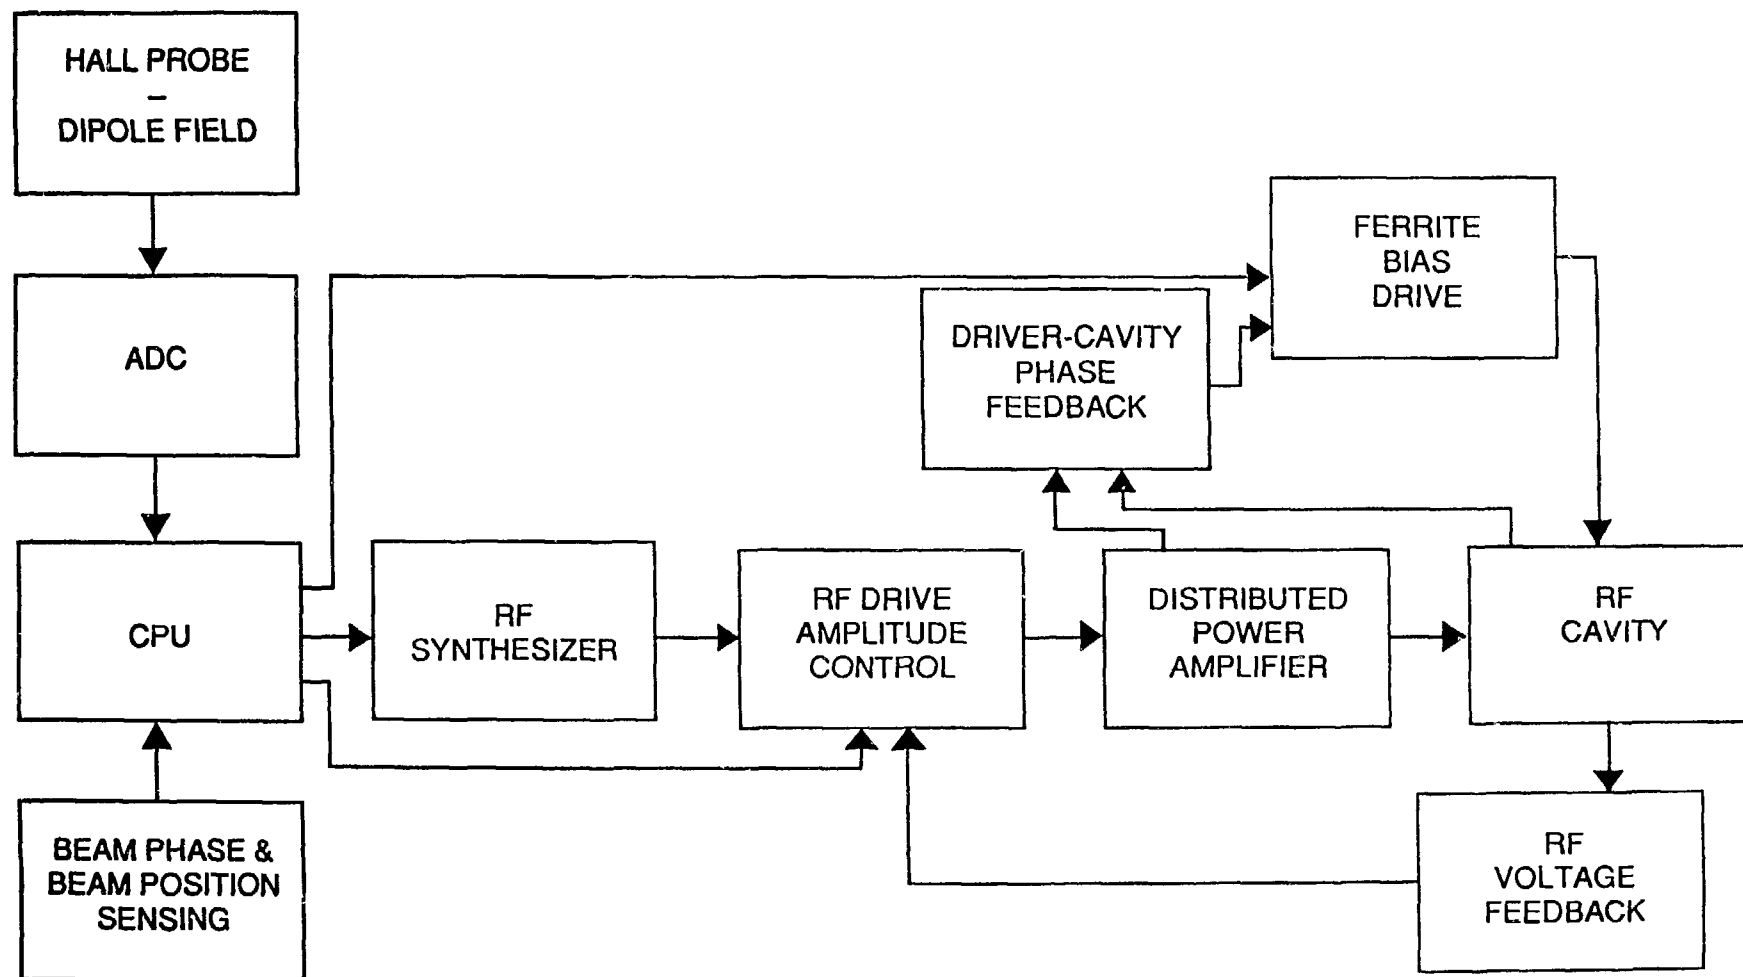 HALL PROBE
–
DIPOLE FIELD
ADC
CPU
BEAM PHASE &
BEAM POSITION
SENSING
RF
SYNTHESIZER
RF DRIVE
AMPLITUDE
CONTROL
DISTRIBUTED
POWER
AMPLIFIER
RF
CAVITY
DRIVER-CAVITY
PHASE
FEEDBACK
FERRITE
BIAS
DRIVE
RF
VOLTAGE
FEEDBACK